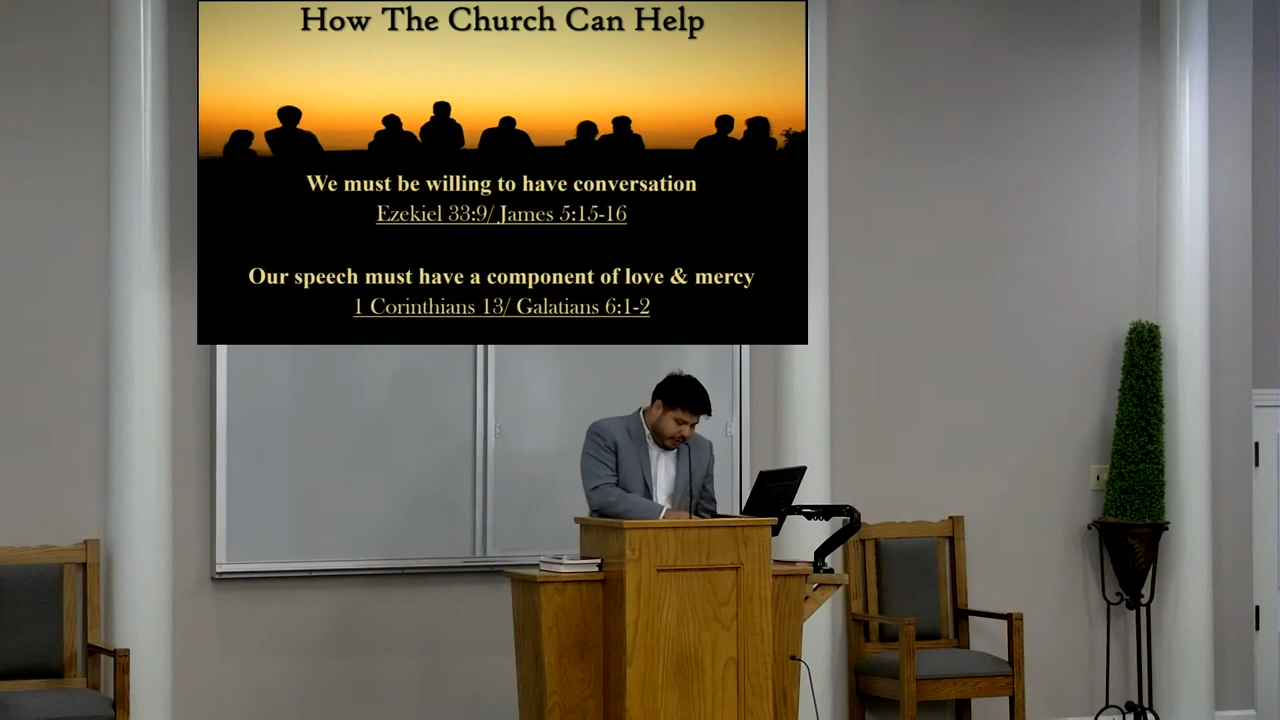 How The Church Can Help
We must be willing to have conversation
Ezekiel 33:9/ James 5:15-16
Our speech must have a component of love & mercy
1 Corinthians 13/ Galatians 6:1-2